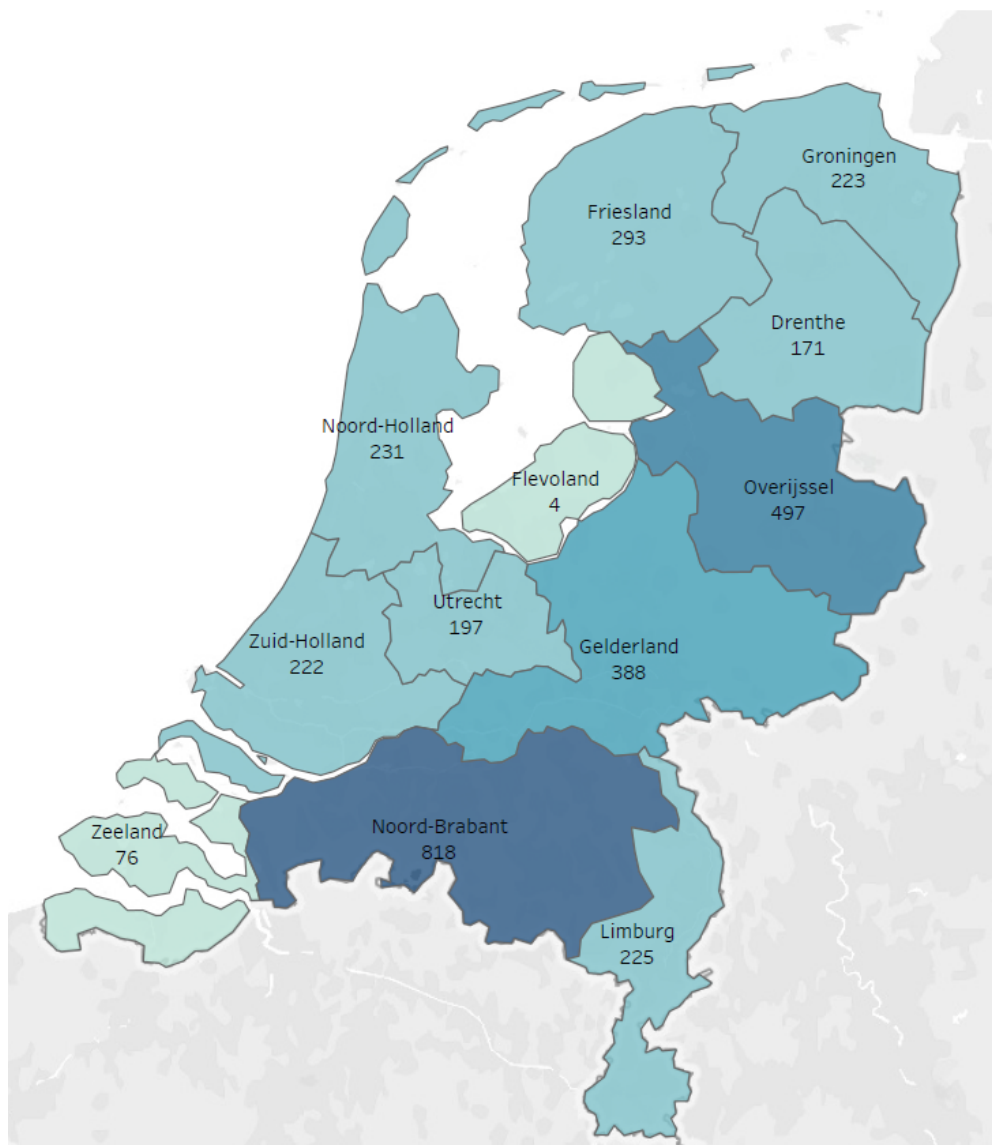 Groningen
223
Friesland
293
Drenthe
171
Noord-Holland
231
Flevoland
4
Overijssel
497
Utrecht
197
Zuid-Holland
222
Gelderland
388
Noord-Brabant
818
Zeeland
76
Limburg
225